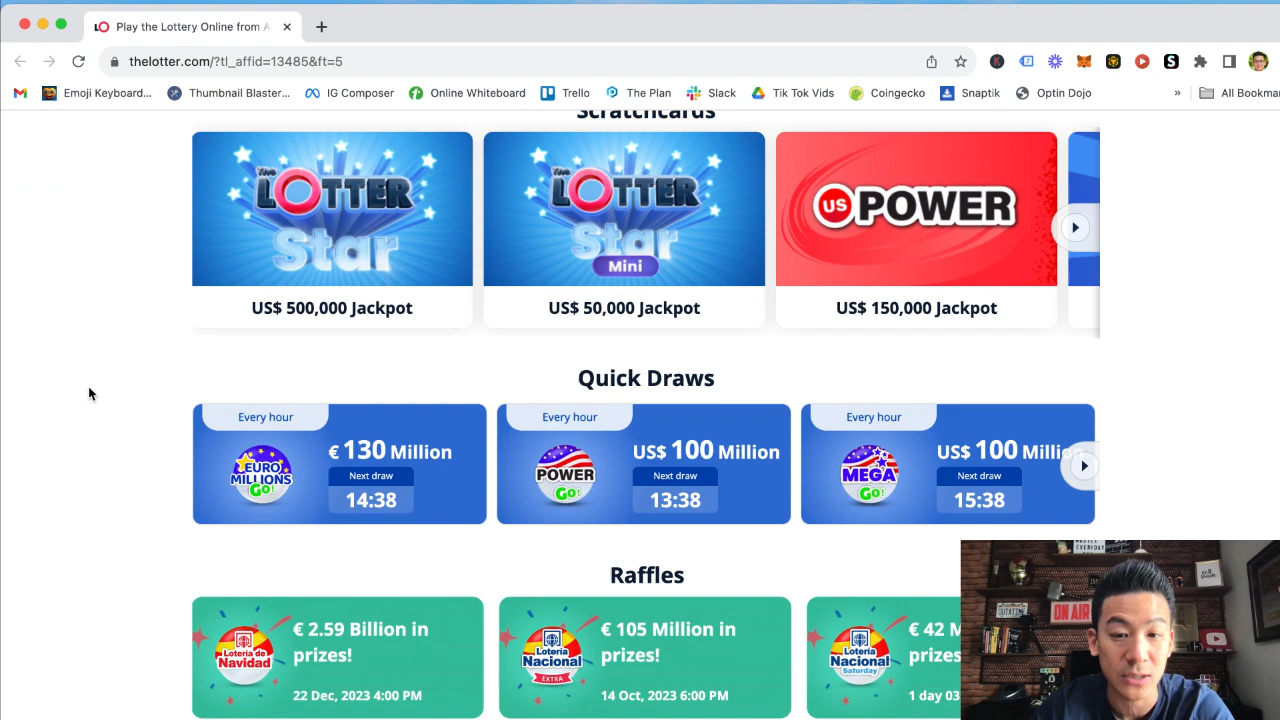 Play the Lottery Online from A
thelotter.com/?tl_affid=13485&ft=5
Emoji Keyboard... Thumbnail Blaster... IG Composer Online Whiteboard Trello The Plan Slack Tik Tok Vids Coingecko Snaptik Optin Dojo » All Bookma
Scratchcards
The LOTTER Star
The LOTTER Star Mini
US POWER
US$ 500,000 Jackpot
US$ 50,000 Jackpot
US$ 150,000 Jackpot
Quick Draws
Every hour
EURO MILLIONS Go!
€ 130 Million
Next draw
14:38
Every hour
POWER Go!
US$ 100 Million
Next draw
13:38
Every hour
MEGA Go!
US$ 100 Million
Next draw
15:38
Raffles
Loteria de Navidad
€ 2.59 Billion in
prizes!
22 Dec, 2023 4:00 PM
Loteria Nacional
EXTRA
€ 105 Million in
prizes!
14 Oct, 2023 6:00 PM
Loteria Nacional
Saturday
€ 42 M
prizes
1 day 03
OUTATIME
ON AIR